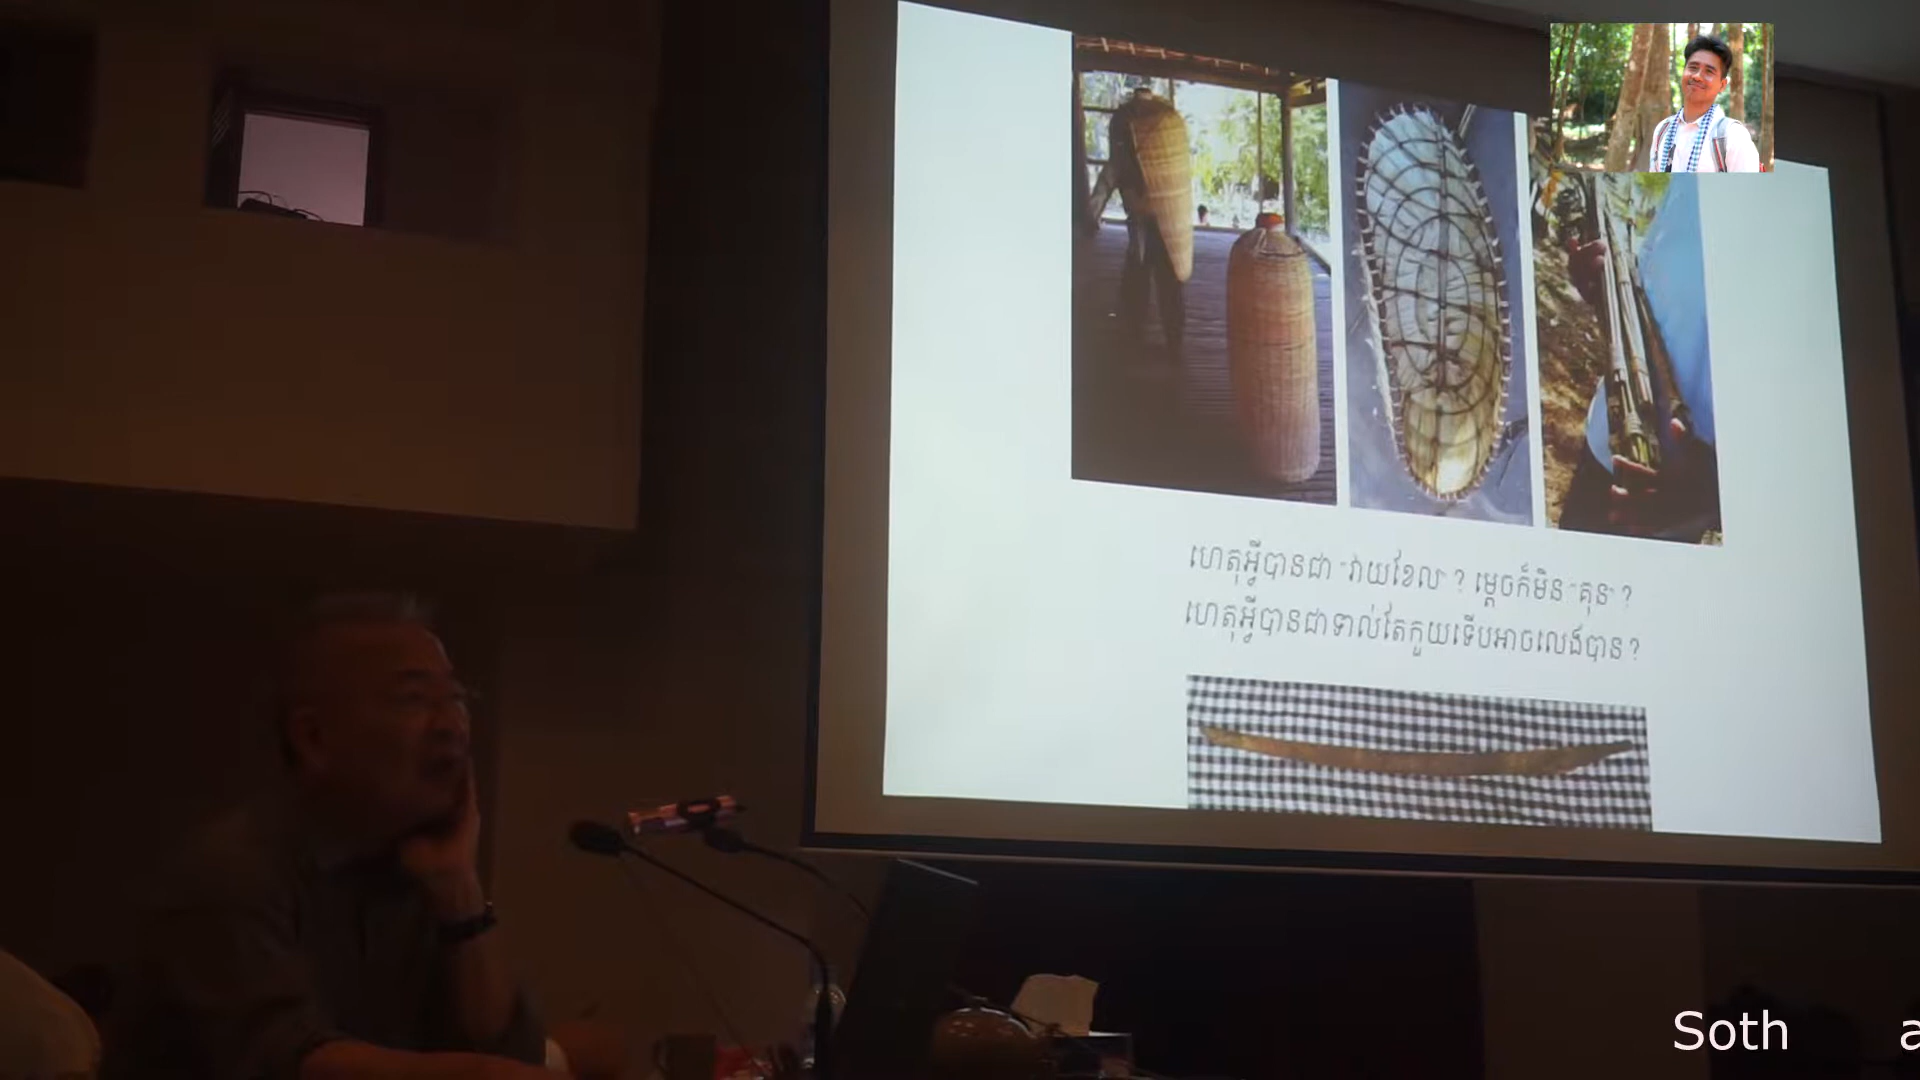 ហេតុអ្វីបានជា "វាយខែល" ? ម្ដេចក៏មិន "គុន" ?
ហេតុអ្វីបានជាទាល់តែកួយទើបអាចលេងបាន ?
Soth a